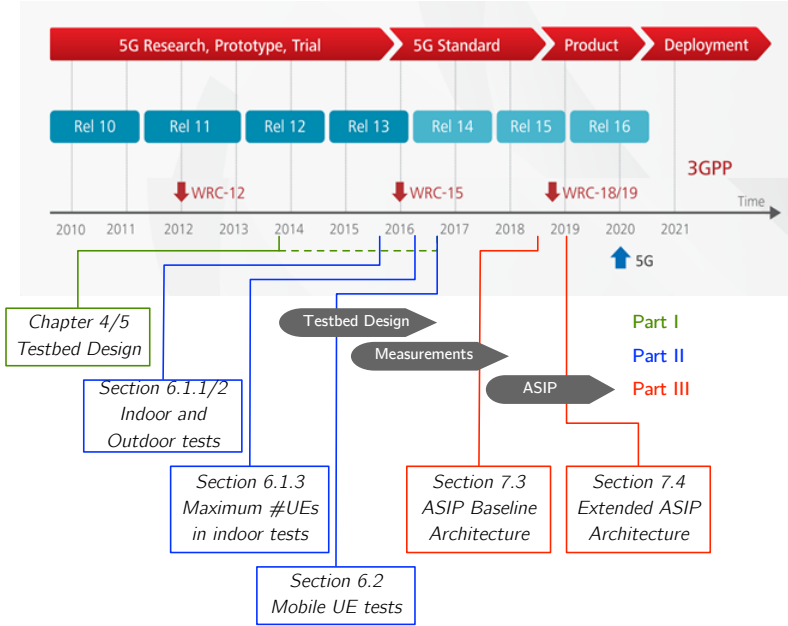 5G Research, Prototype, Trial 5G Standard Product Deployment
Rel 10 Rel 11 Rel 12 Rel 13 Rel 14 Rel 15 Rel 16
3GPP
WRC-12 WRC-15 WRC-18/19
Time
2010 2011 2012 2013 2014 2015 2016 2017 2018 2019 2020 2021
5G
Chapter 4/5
Testbed Design
Testbed Design
Part I
Measurements
Part II
ASIP
Part III
Section 6.1.1/2
Indoor and
Outdoor tests
Section 6.1.3
Maximum #UEs
in indoor tests
Section 7.3
ASIP Baseline
Architecture
Section 7.4
Extended ASIP
Architecture
Section 6.2
Mobile UE tests